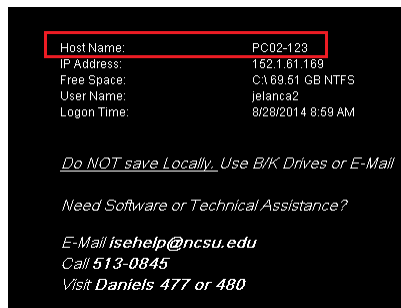 Host Name: PC02-123
IP Address: 152.1.61.169
Free Space: C:\ 69.51 GB NTFS
User Name: jelanca2
Logon Time: 8/28/2014 8:59 AM
Do NOT save Locally. Use B/K Drives or E-Mail
Need Software or Technical Assistance?
E-Mail isehelp@ncsu.edu
Call 513-0845
Visit Daniels 477 or 480